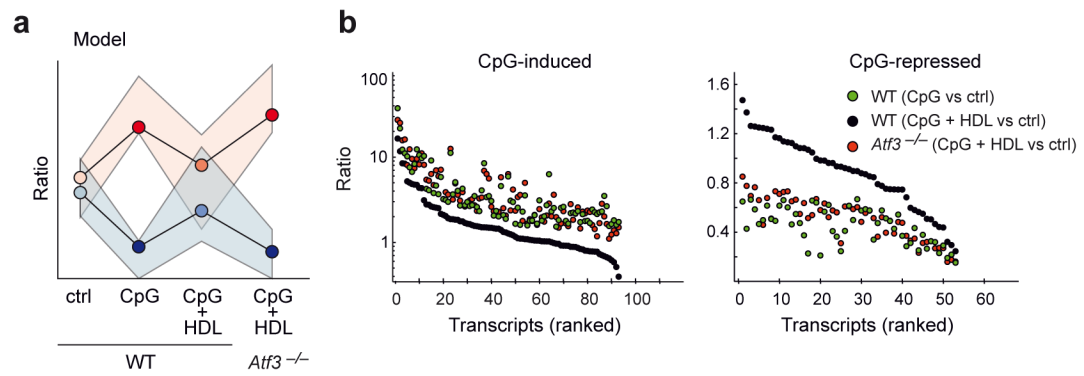 a
Model
Ratio
ctrl
CpG
CpG
+
HDL
CpG
+
HDL
WT
Atf3 –/–
b
CpG-induced
Ratio
100
10
1
0
20
40
60
80
100
Transcripts (ranked)
CpG-repressed
1.6
1.2
0.8
0.4
0
10
20
30
40
50
60
Transcripts (ranked)
WT (CpG vs ctrl)
WT (CpG + HDL vs ctrl)
Atf3 –/– (CpG + HDL vs ctrl)